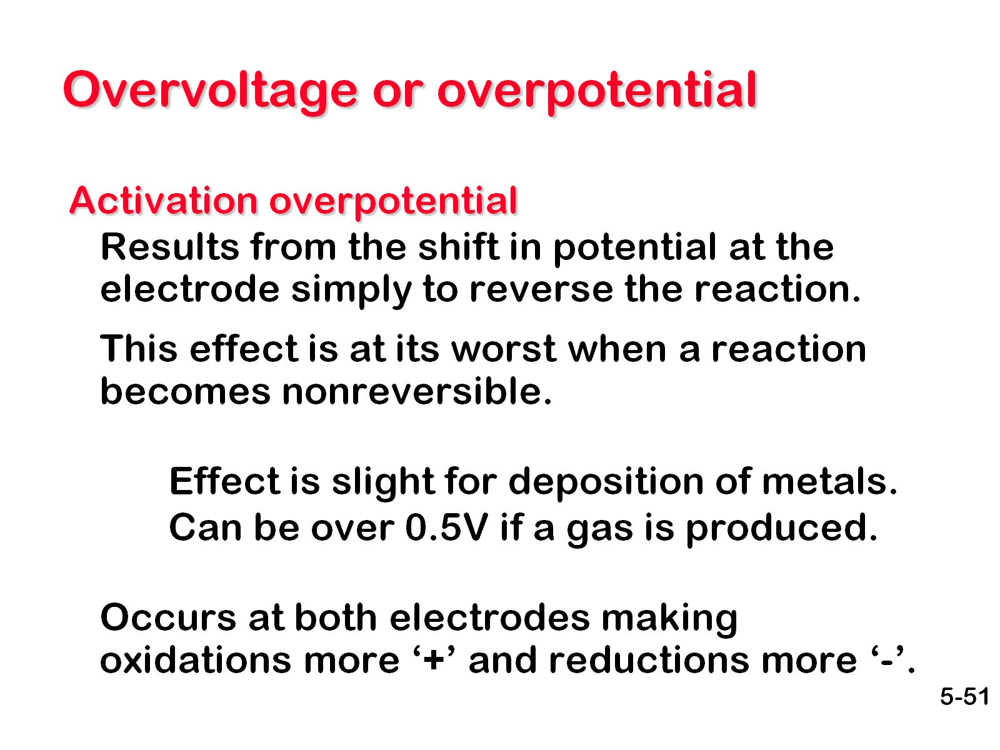 Overvoltage or overpotential
Activation overpotential
Results from the shift in potential at the
electrode simply to reverse the reaction.
This effect is at its worst when a reaction
becomes nonreversible.
Effect is slight for deposition of metals.
Can be over 0.5V if a gas is produced.
Occurs at both electrodes making
oxidations more ‘+’ and reductions more ‘-’.
5-51